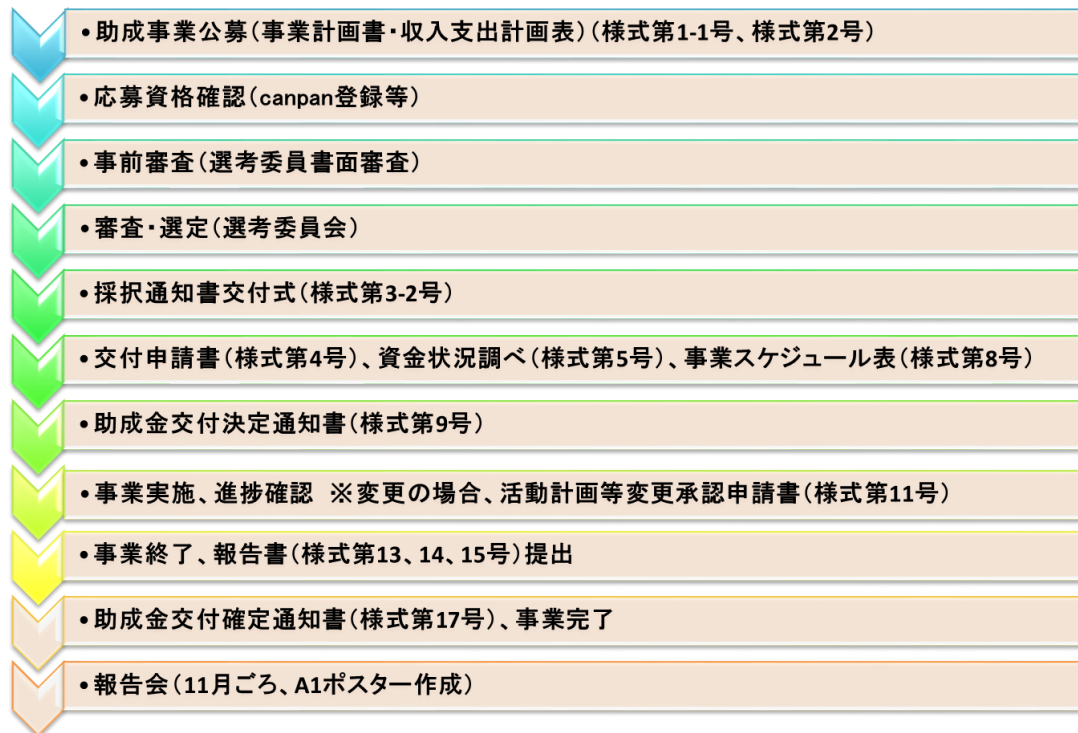 •助成事業公募(事業計画書・収入支出計画表)(様式第1-1号、様式第2号)
•応募資格確認(canpan登録等)
•事前審査(選考委員書面審査)
•審査・選定(選考委員会)
•採択通知書交付式(様式第3-2号)
•交付申請書(様式第4号)、資金状況調べ(様式第5号)、事業スケジュール表(様式第8号)
•助成金交付決定通知書(様式第9号)
•事業実施、進捗確認 ※変更の場合、活動計画等変更承認申請書(様式第11号)
•事業終了、報告書(様式第13、14、15号)提出
•助成金交付確定通知書(様式第17号)、事業完了
•報告会(11月ごろ、A1ポスター作成)